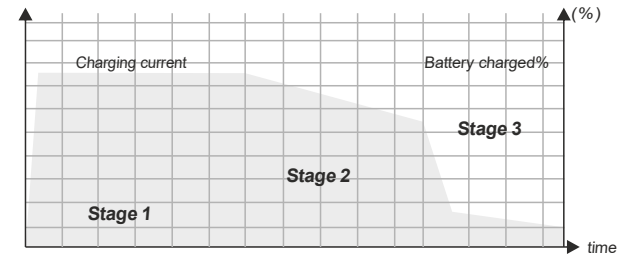 (%)
Charging current
Battery charged%
Stage 3
Stage 2
Stage 1
time